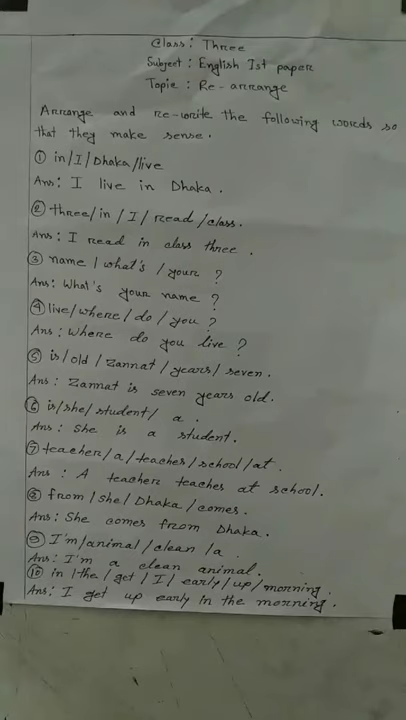 Class: Three
Subject: English Ist paper
Topic: Re-arrange
Arrange and re-write the following words so
that they make sense.
① in/I/Dhaka/live
Ans: I live in Dhaka.
② three/in/I/read/class.
Ans: I read in class three.
③ name/what's/your?
Ans: What's your name?
④ live/where/do/you?
Ans: Where do you live?
⑤ is/old/Zannat/years/seven.
Ans: Zannat is seven years old.
⑥ is/she/student/a.
Ans: She is a student.
⑦ teacher/a/teaches/school/at.
Ans: A teacher teaches at school.
⑧ from/she/Dhaka/comes.
Ans: She comes from Dhaka.
⑨ I'm/animal/clean/a.
Ans: I'm a clean animal.
⑩ in/the/get/I/early/up/morning.
Ans: I get up early in the morning.